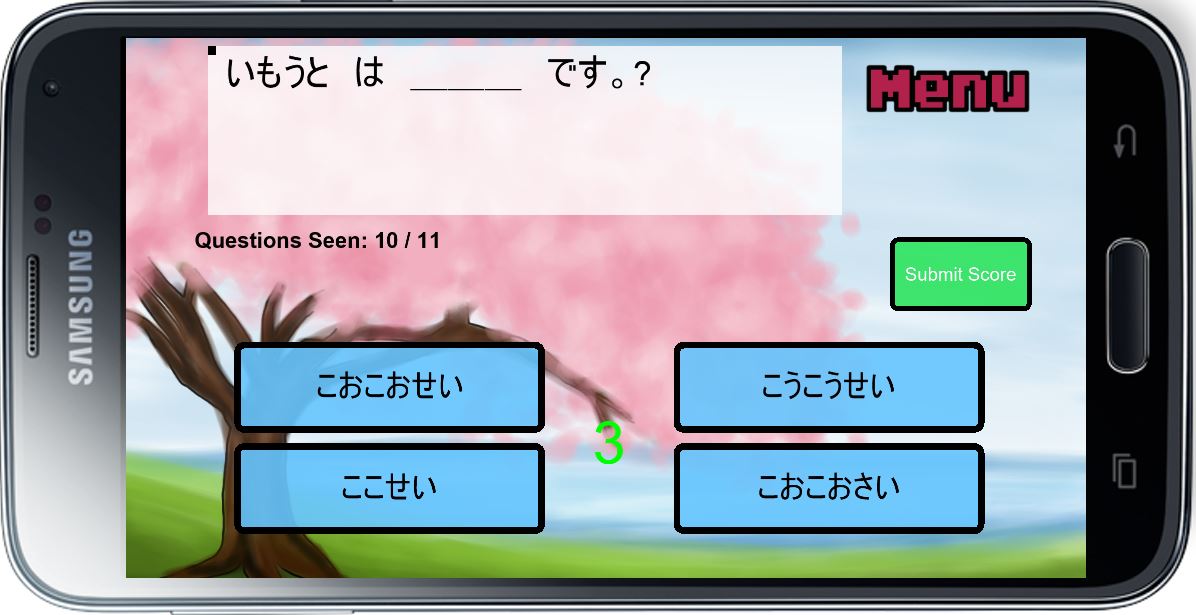 いもうと は ______ です。?
Menu
Questions Seen: 10 / 11
Submit Score
こおこおせい
こうこうせい
3
ここせい
こおこおさい
SAMSUNG